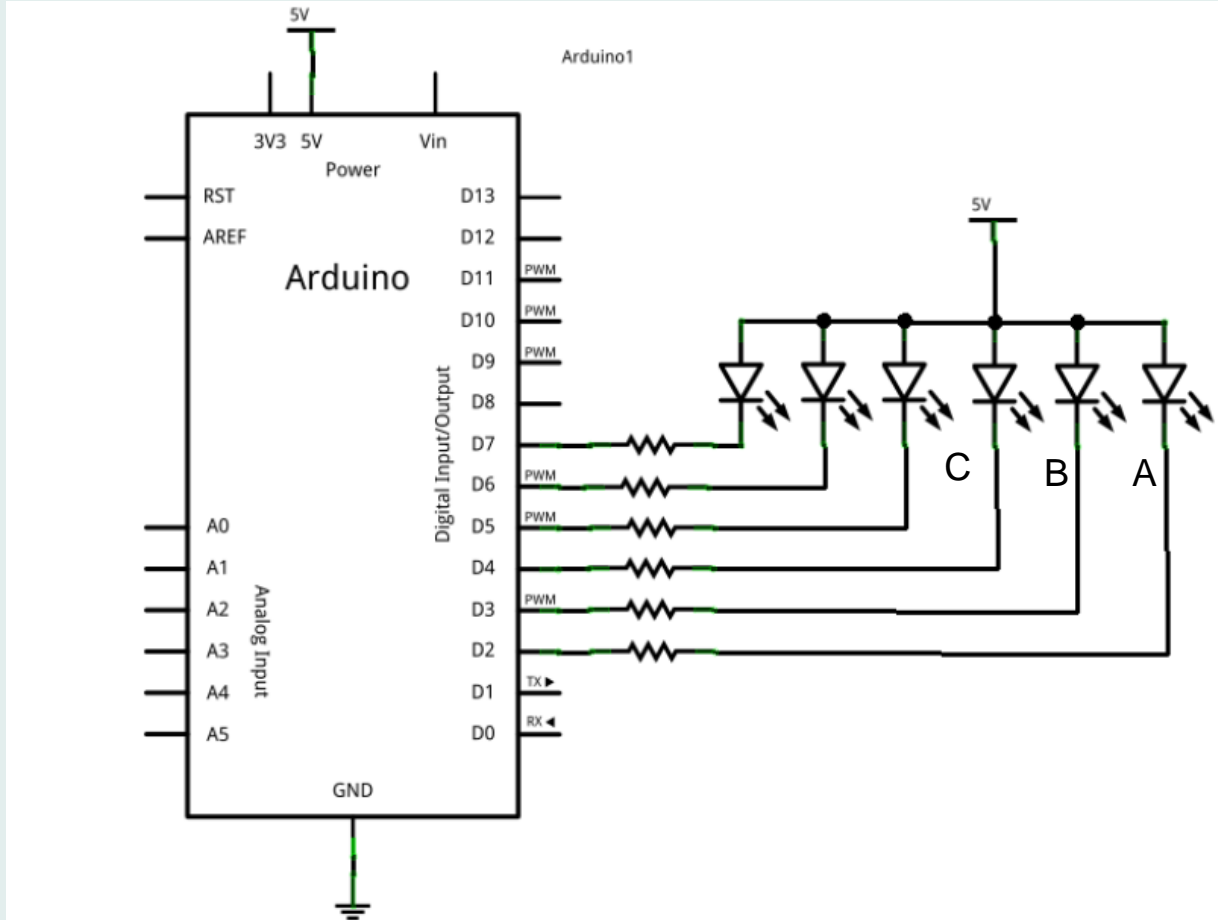 5V
Arduino1
3V3 5V Vin
Power
RST D13
5V
AREF D12
Arduino D11 PWM
D10 PWM
D9 PWM
D8
Digital Input/Output
D7
C B A
D6 PWM
A0 D5 PWM
A1 D4
Analog Input
A2 D3 PWM
A3 D2
A4 D1 TX
A5 D0 RX
GND